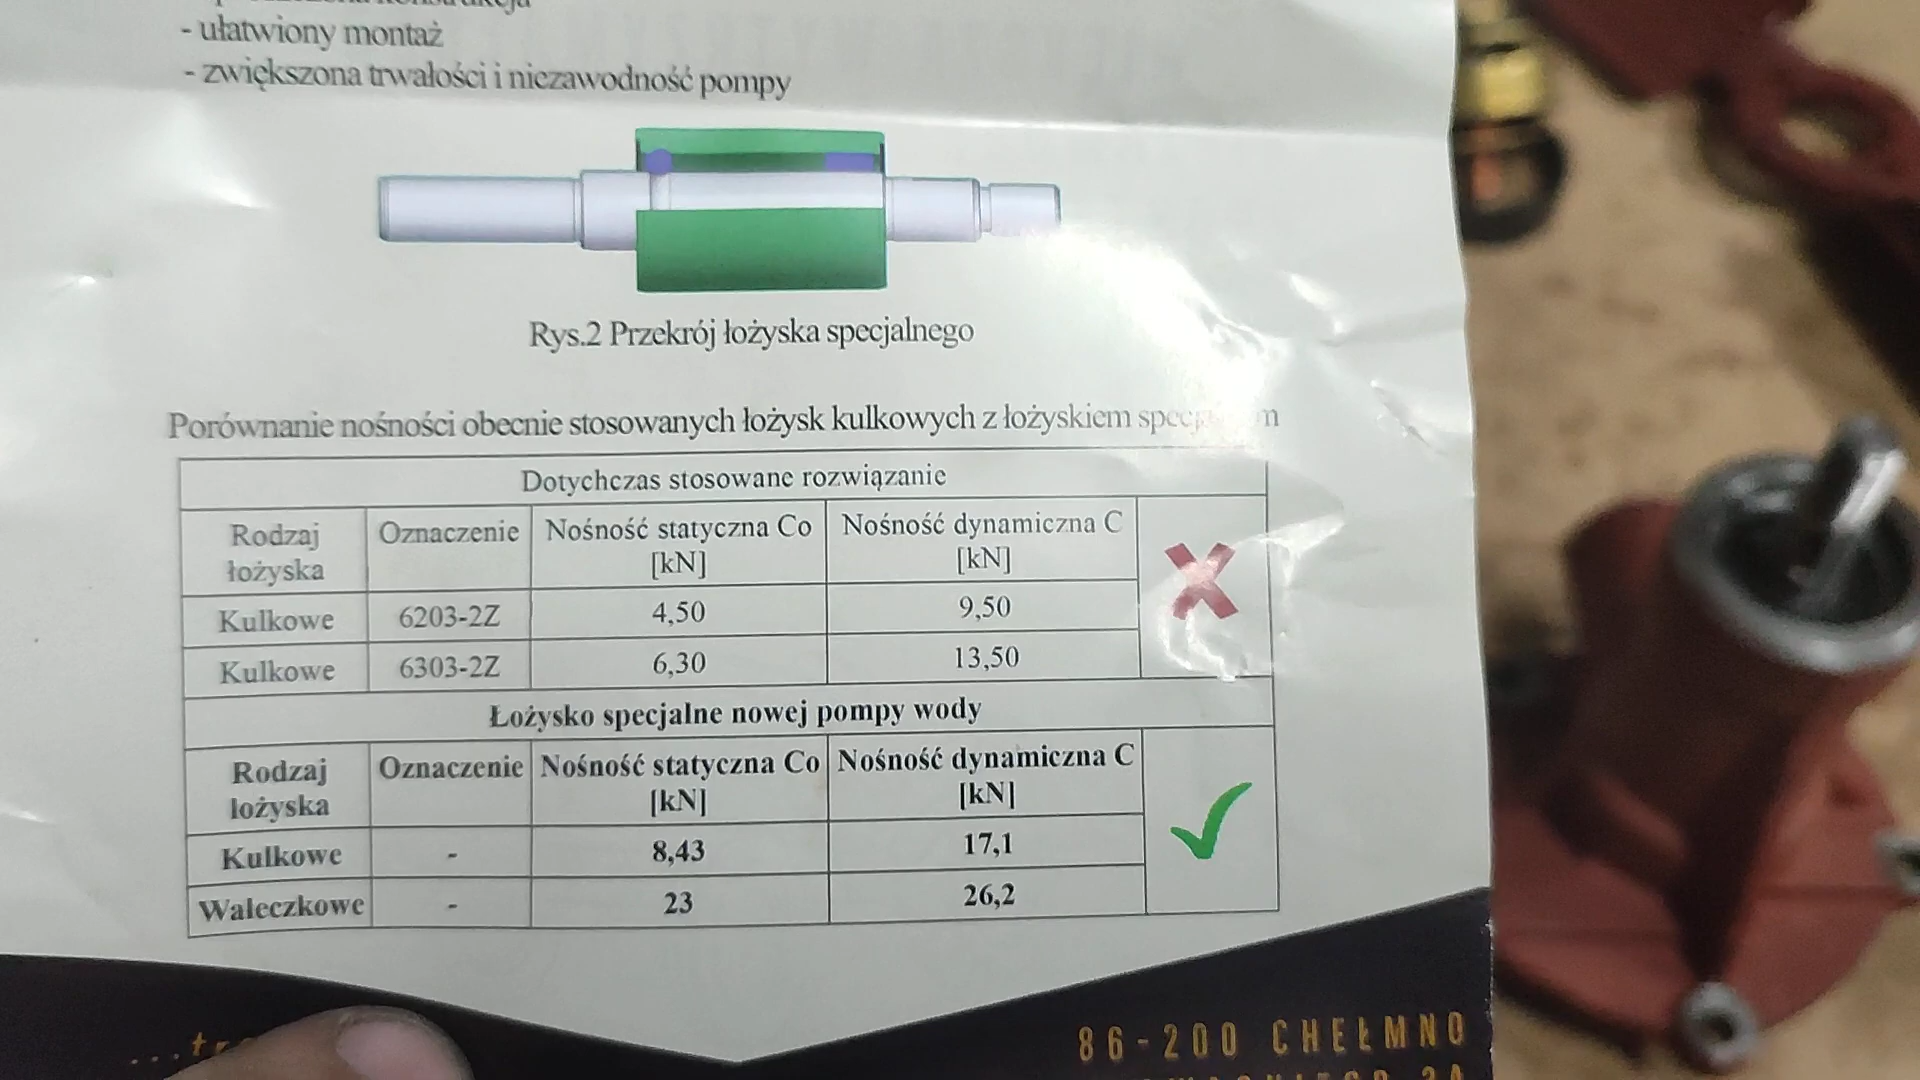 - ułatwiony montaż
- zwiększona trwałości i niezawodność pompy
Rys.2 Przekrój łożyska specjalnego
Porównanie nośności obecnie stosowanych łożysk kulkowych z łożyskiem
Dotychczas stosowane rozwiązanie
Rodzaj łożyska Oznaczenie Nośność statyczna Co [kN] Nośność dynamiczna C [kN]
Kulkowe 6203-2Z 4,50 9,50
Kulkowe 6303-2Z 6,30 13,50
Łożysko specjalne nowej pompy wody
Rodzaj łożyska Oznaczenie Nośność statyczna Co [kN] Nośność dynamiczna C [kN]
Kulkowe - 8,43 17,1
Waleczkowe - 23 26,2
86-200 CHEŁMNO